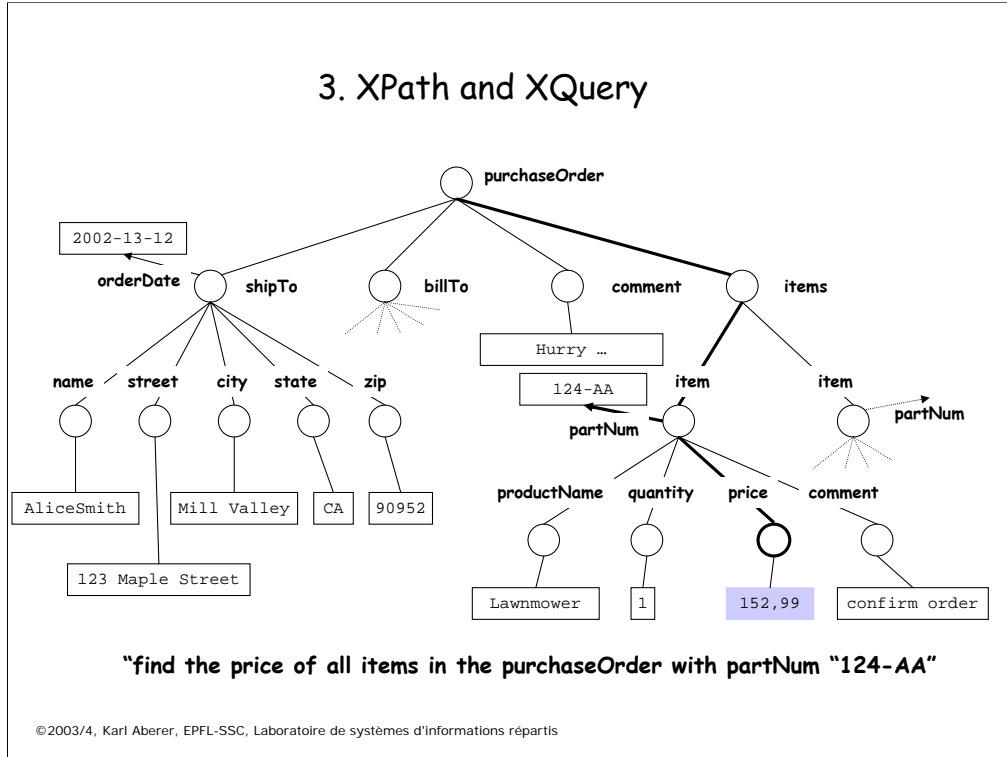 3. XPath and XQuery
purchaseOrder
2002-13-12
orderDate
shipTo
billTo
comment
items
Hurry …
name
street
city
state
zip
124-AA
item
item
partNum
partNum
productName
quantity
price
comment
AliceSmith
Mill Valley
CA
90952
123 Maple Street
Lawnmower
1
152,99
confirm order
“find the price of all items in the purchaseOrder with partNum “124-AA”
©2003/4, Karl Aberer, EPFL-SSC, Laboratoire de systèmes d'informations répartis